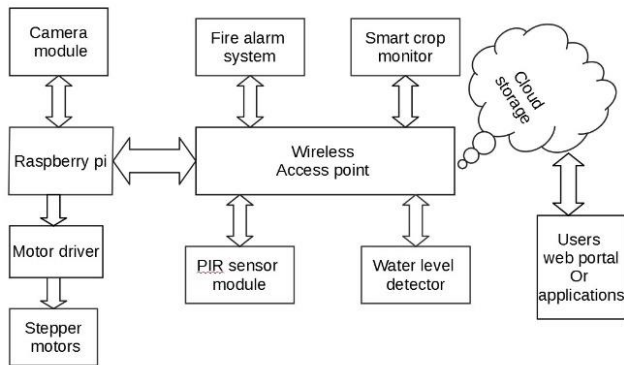 Camera
module
Fire alarm
system
Smart crop
monitor
Cloud
storage
Raspberry pi
Wireless
Access point
Motor driver
PIR sensor
module
Water level
detector
Users
web portal
Or
applications
Stepper
motors